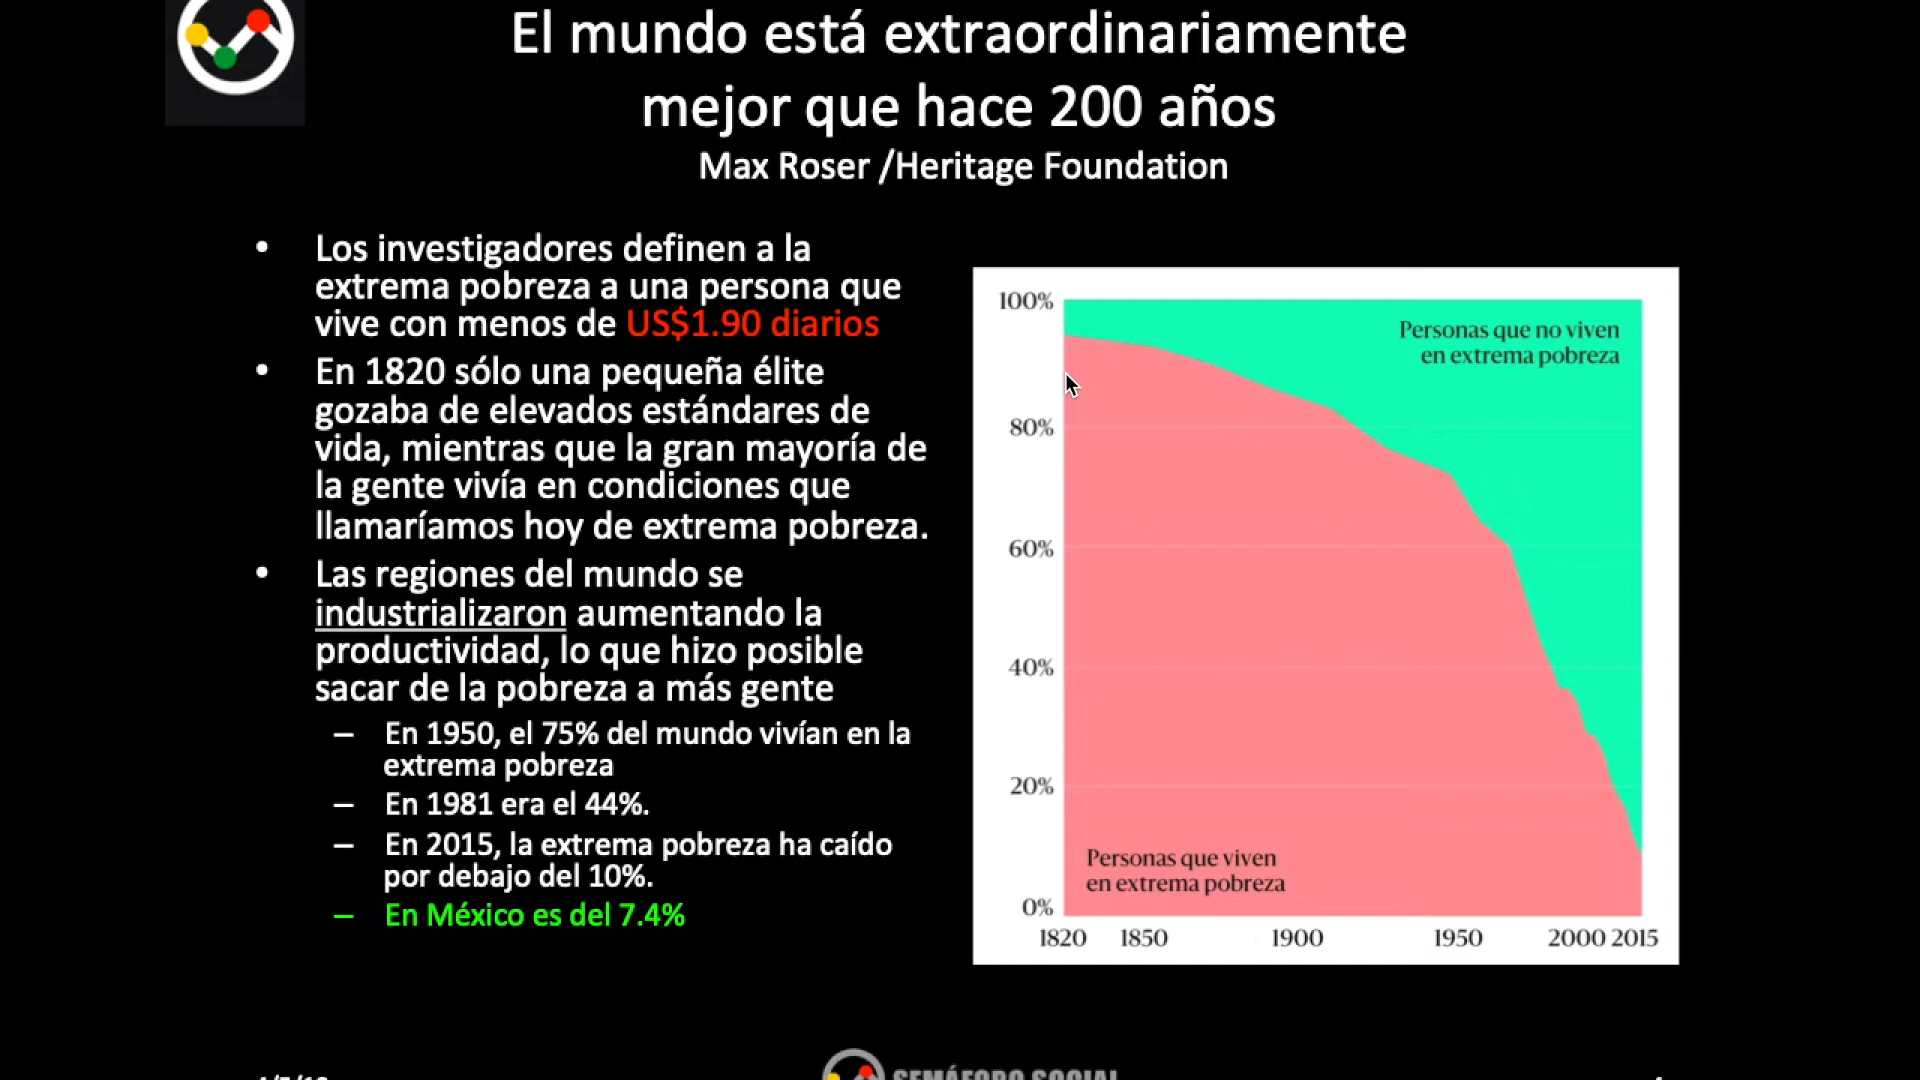 El mundo está extraordinariamente
mejor que hace 200 años
Max Roser /Heritage Foundation
• Los investigadores definen a la
extrema pobreza a una persona que
vive con menos de US$1.90 diarios
• En 1820 sólo una pequeña élite
gozaba de elevados estándares de
vida, mientras que la gran mayoría de
la gente vivía en condiciones que
llamaríamos hoy de extrema pobreza.
• Las regiones del mundo se
industrializaron aumentando la
productividad, lo que hizo posible
sacar de la pobreza a más gente
– En 1950, el 75% del mundo vivían en la
extrema pobreza
– En 1981 era el 44%.
– En 2015, la extrema pobreza ha caído
por debajo del 10%.
– En México es del 7.4%
100%
80%
60%
40%
20%
0%
Personas que no viven
en extrema pobreza
Personas que viven
en extrema pobreza
1820 1850 1900 1950 2000 2015
SEMÁFORO SOCIAL